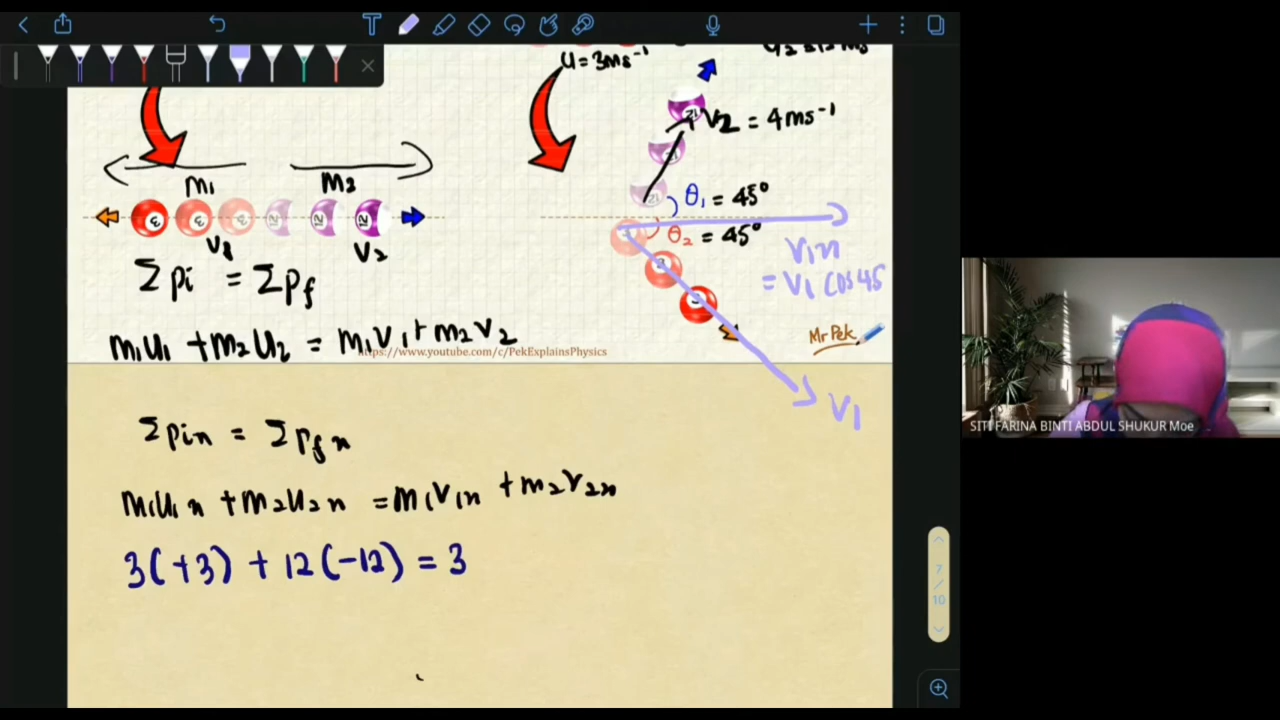 u = 3ms⁻¹
V2 = 4ms⁻¹
m1 m2
θ1 = 45°
θ2 = 45°
V1 V2
V1x
= V1 cos 45
Σpi = Σpf
m1u1 + m2u2 = m1v1 + m2v2
https://www.youtube.com/c/PekExplainsPhysics
Mr Pek
V1
Σpix = Σpfx
m1u1x + m2u2x = m1v1x + m2v2x
3(+3) + 12(-12) = 3
SITI FARINA BINTI ABDUL SHUKUR Moe
7
/
10